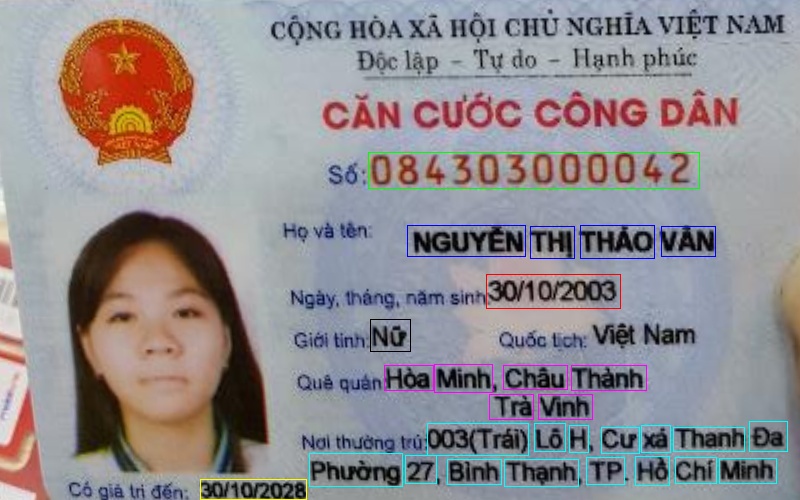 CỘNG HÒA XÃ HỘI CHỦ NGHĨA VIỆT NAM
Độc lập - Tự do - Hạnh phúc
CĂN CƯỚC CÔNG DÂN
Số: 084303000042
Họ và tên: NGUYỄN THỊ THẢO VÂN
Ngày, tháng, năm sinh: 30/10/2003
Giới tính: Nữ Quốc tịch: Việt Nam
Quê quán: Hòa Minh, Châu Thành
Trà Vinh
Nơi thường trú: 003(Trái) Lô H, Cư xá Thanh Đa
Phường 27, Bình Thạnh, TP. Hồ Chí Minh
Có giá trị đến: 30/10/2028